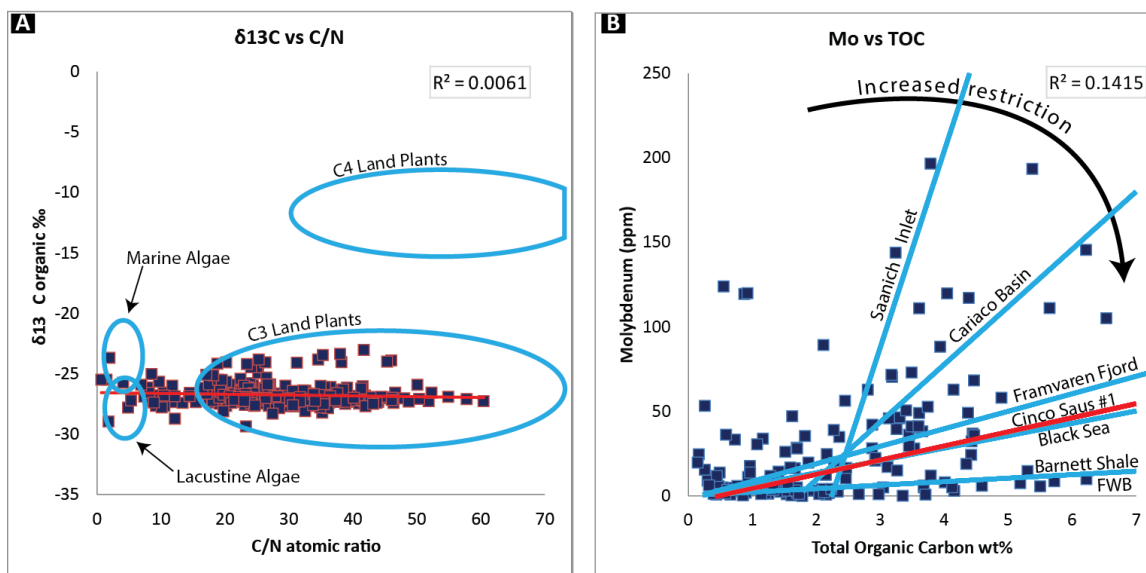 A
δ13C vs C/N
R² = 0.0061
0
-5
-10
-15
-20
-25
-30
-35
δ13 C organic ‰
C4 Land Plants
Marine Algae
C3 Land Plants
Lacustine Algae
0 10 20 30 40 50 60 70
C/N atomic ratio
B
Mo vs TOC
R² = 0.1415
Increased restriction
250
200
150
100
50
0
Molybdenum (ppm)
Saanich Inlet
Cariaco Basin
Framvaren Fjord
Cinco Saus #1
Black Sea
Barnett Shale
FWB
0 1 2 3 4 5 6 7
Total Organic Carbon wt%